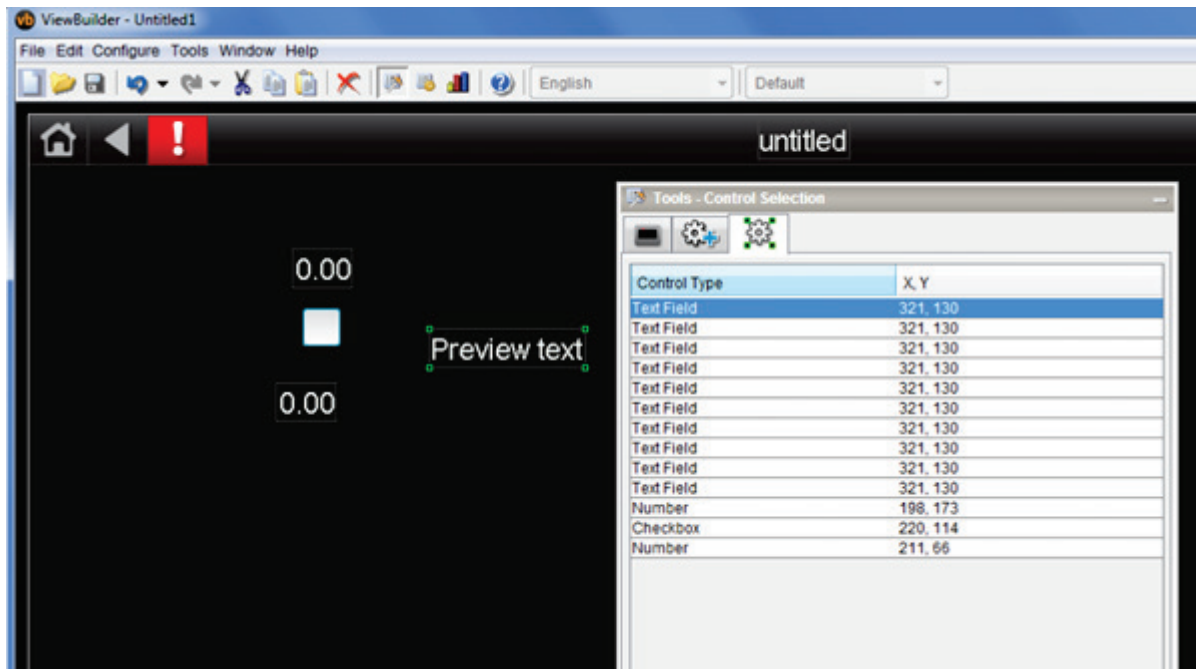 ViewBuilder - Untitled1
File Edit Configure Tools Window Help
English Default
untitled
Tools - Control Selection
0.00
Control Type X, Y
Text Field 321, 130
Text Field 321, 130
Text Field 321, 130
Preview text
Text Field 321, 130
Text Field 321, 130
Text Field 321, 130
0.00
Text Field 321, 130
Text Field 321, 130
Text Field 321, 130
Text Field 321, 130
Number 198, 173
Checkbox 220, 114
Number 211, 66